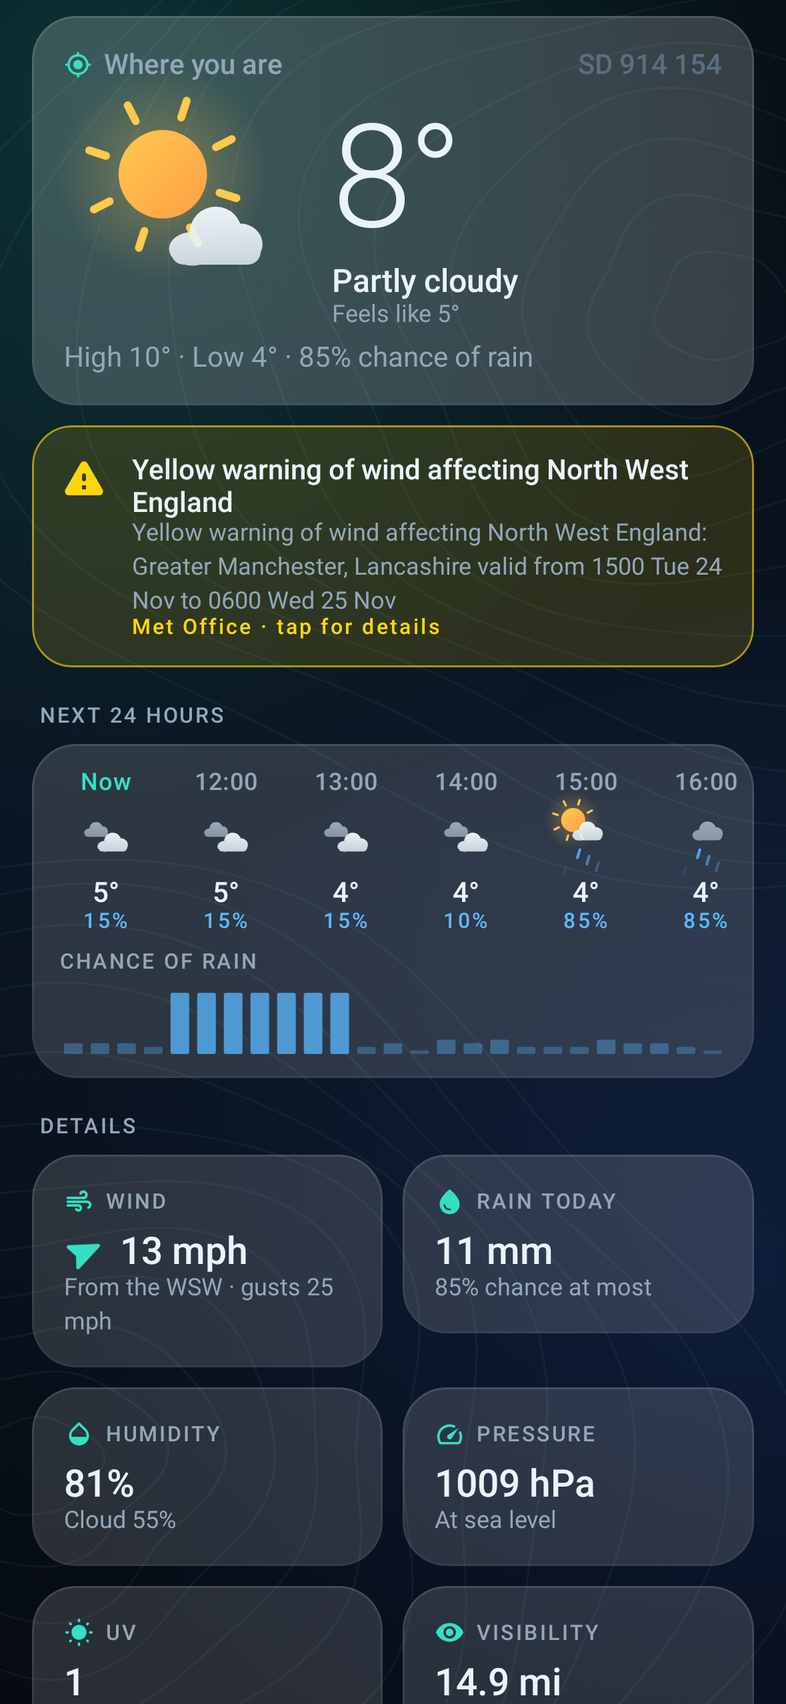 Where you are SD 914 154
8°
Partly cloudy
Feels like 5°
High 10° · Low 4° · 85% chance of rain
Yellow warning of wind affecting North West
England
Yellow warning of wind affecting North West England:
Greater Manchester, Lancashire valid from 1500 Tue 24
Nov to 0600 Wed 25 Nov
Met Office · tap for details
NEXT 24 HOURS
Now 12:00 13:00 14:00 15:00 16:00
5° 5° 4° 4° 4° 4°
15% 15% 15% 10% 85% 85%
CHANCE OF RAIN
DETAILS
WIND
13 mph
From the WSW · gusts 25
mph
RAIN TODAY
11 mm
85% chance at most
HUMIDITY
81%
Cloud 55%
PRESSURE
1009 hPa
At sea level
UV
1
VISIBILITY
14.9 mi